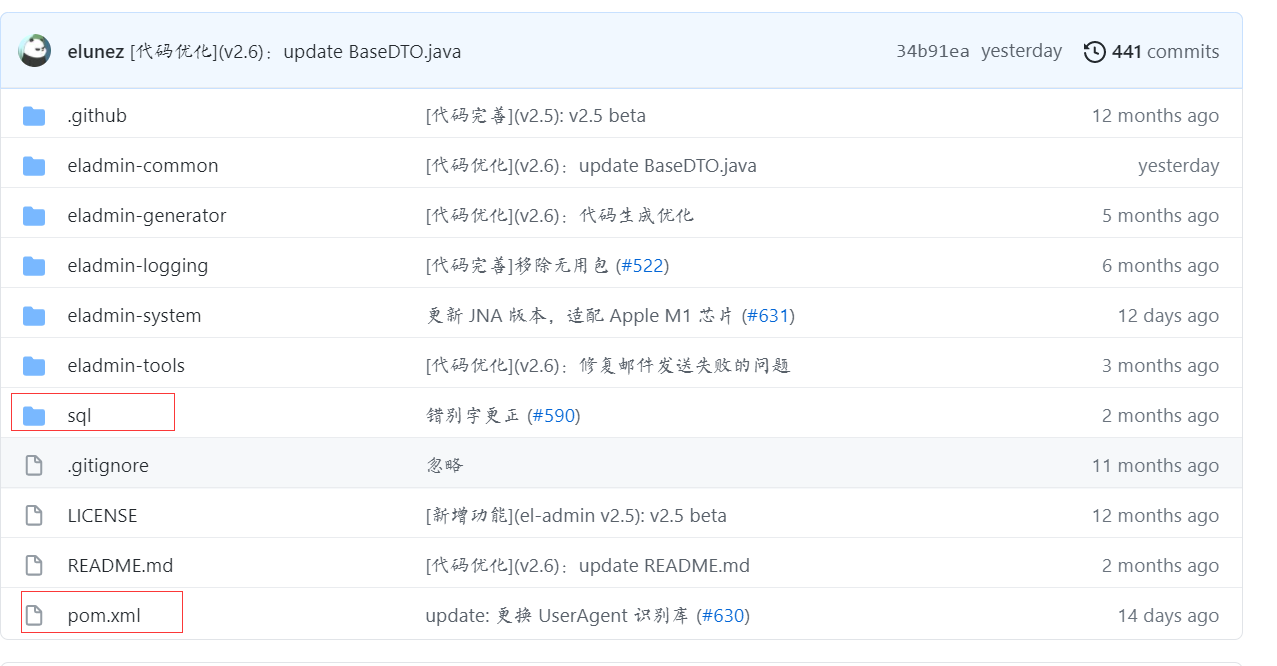 elunez [代码优化](v2.6)：update BaseDTO.java 34b91ea yesterday 441 commits
.github [代码完善](v2.5): v2.5 beta 12 months ago
eladmin-common [代码优化](v2.6)：update BaseDTO.java yesterday
eladmin-generator [代码优化](v2.6)：代码生成优化 5 months ago
eladmin-logging [代码完善]移除无用包 (#522) 6 months ago
eladmin-system 更新 JNA 版本，适配 Apple M1 芯片 (#631) 12 days ago
eladmin-tools [代码优化](v2.6)：修复邮件发送失败的问题 3 months ago
sql 错别字更正 (#590) 2 months ago
.gitignore 忽略 11 months ago
LICENSE [新增功能](el-admin v2.5): v2.5 beta 12 months ago
README.md [代码优化](v2.6)：update README.md 2 months ago
pom.xml update: 更换 UserAgent 识别库 (#630) 14 days ago